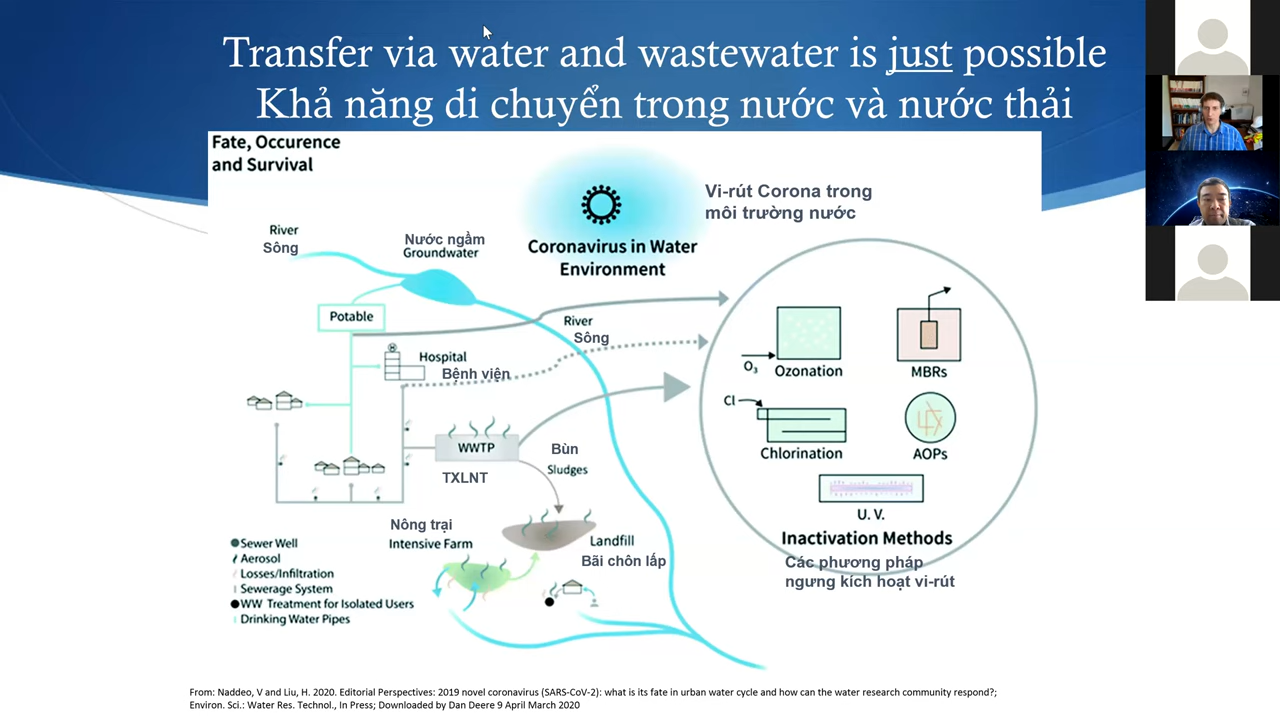 Transfer via water and wastewater is just possible
Khả năng di chuyển trong nước và nước thải
Fate, Occurence
and Survival
Vi-rút Corona trong
môi trường nước
Coronavirus in Water
Environment
River
Sông
Nước ngầm
Groundwater
Potable
River
Sông
H
Hospital
Bệnh viện
WWTP
TXLNT
Bùn
Sludges
Nông trại
Intensive Farm
Landfill
Bãi chôn lấp
O3
Ozonation
MBRs
Cl
Chlorination
AOPs
U. V.
Inactivation Methods
Các phương pháp
ngưng kích hoạt vi-rút
Sewer Well
Aerosol
Losses/Infiltration
Sewerage System
WW Treatment for Isolated Users
Drinking Water Pipes
From: Naddeo, V and Liu, H. 2020. Editorial Perspectives: 2019 novel coronavirus (SARS-CoV-2): what is its fate in urban water cycle and how can the water research community respond?;
Environ. Sci.: Water Res. Technol., In Press; Downloaded by Dan Deere 9 April March 2020